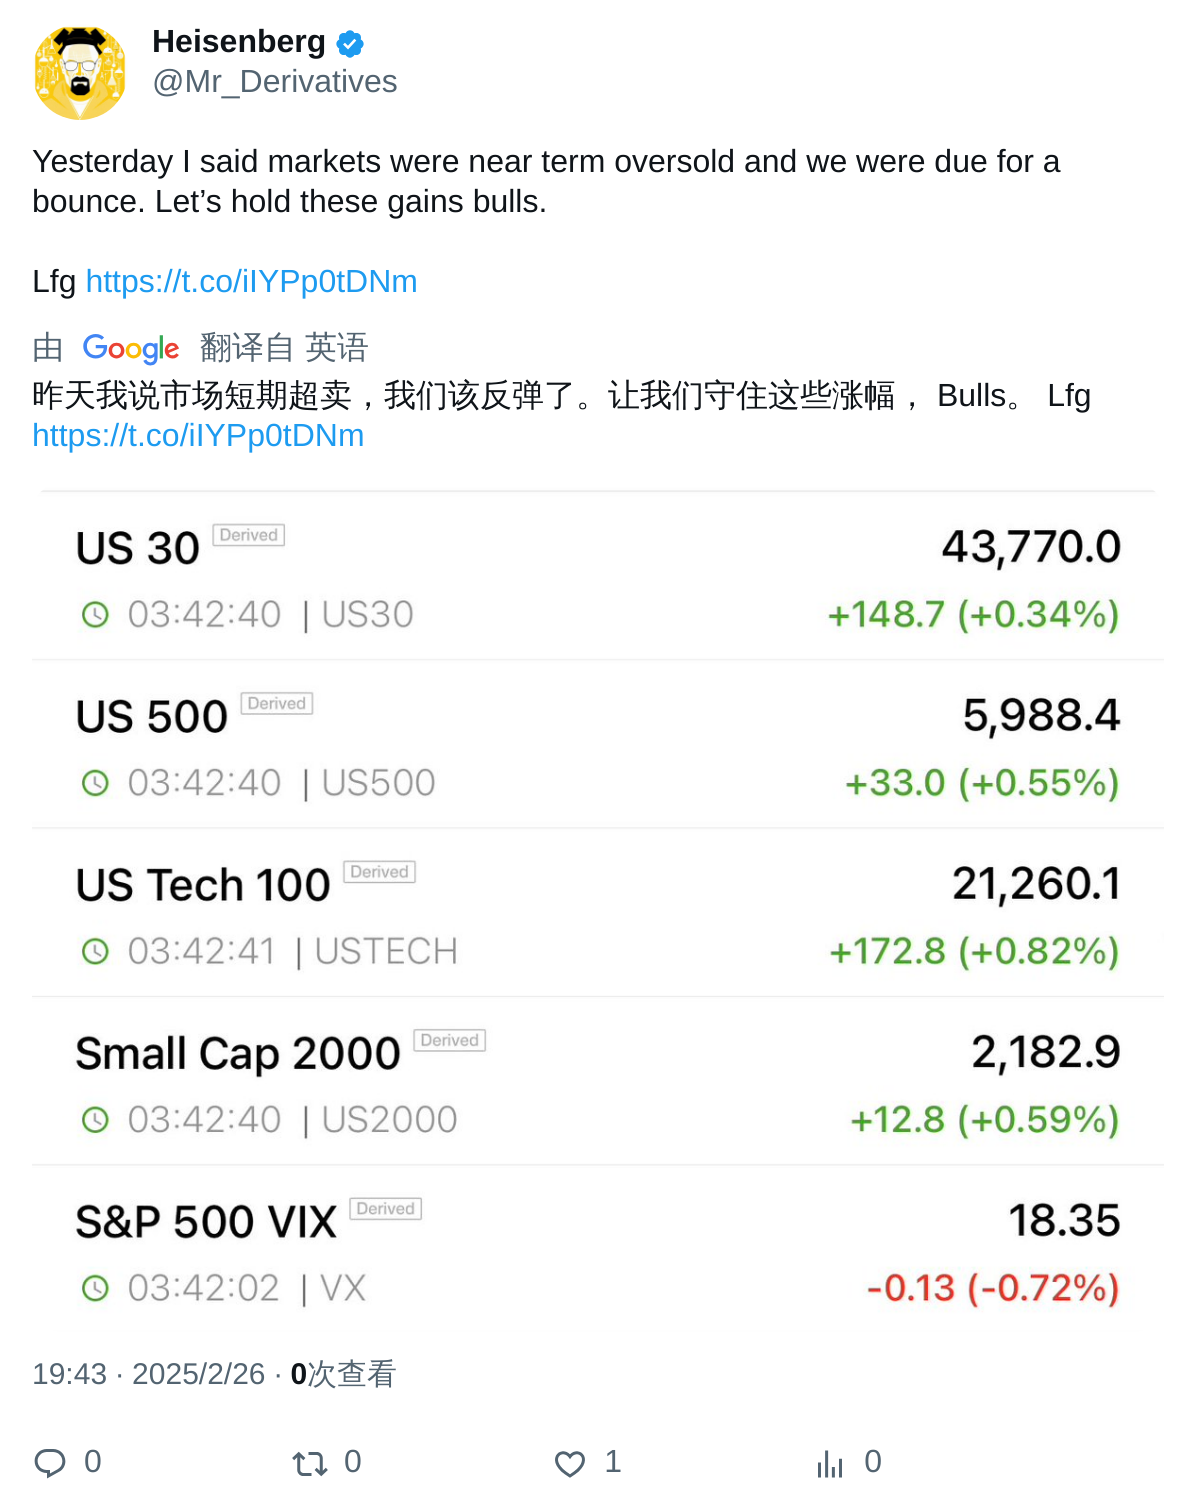 Heisenberg
@Mr_Derivatives
Yesterday I said markets were near term oversold and we were due for a
bounce. Let’s hold these gains bulls.
Lfg https://t.co/iIYPp0tDNm
由 Google 翻译自 英语
昨天我说市场短期超卖，我们该反弹了。让我们守住这些涨幅， Bulls。 Lfg
https://t.co/iIYPp0tDNm
US 30 Derived 43,770.0
03:42:40 | US30 +148.7 (+0.34%)
US 500 Derived 5,988.4
03:42:40 | US500 +33.0 (+0.55%)
US Tech 100 Derived 21,260.1
03:42:41 | USTECH +172.8 (+0.82%)
Small Cap 2000 Derived 2,182.9
03:42:40 | US2000 +12.8 (+0.59%)
S&P 500 VIX Derived 18.35
03:42:02 | VX -0.13 (-0.72%)
19:43 · 2025/2/26 · 0次查看
0 0 1 0